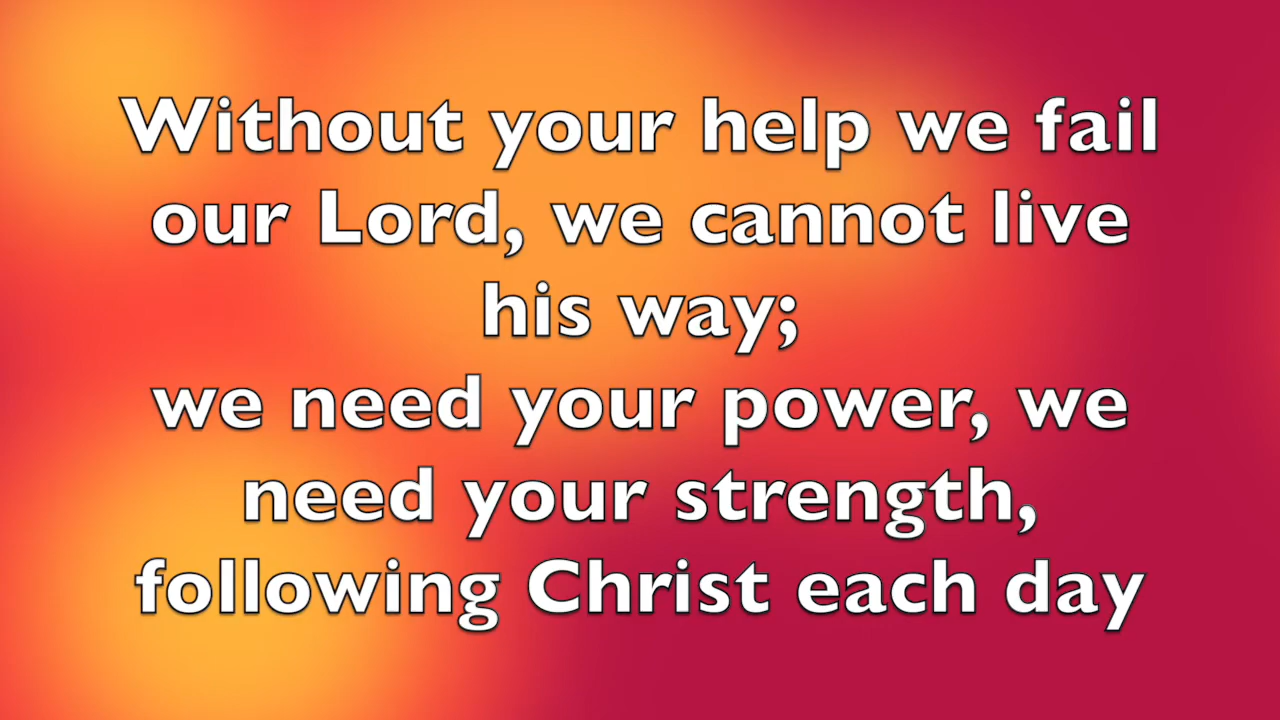 Without your help we fail
our Lord, we cannot live
his way;
we need your power, we
need your strength,
following Christ each day